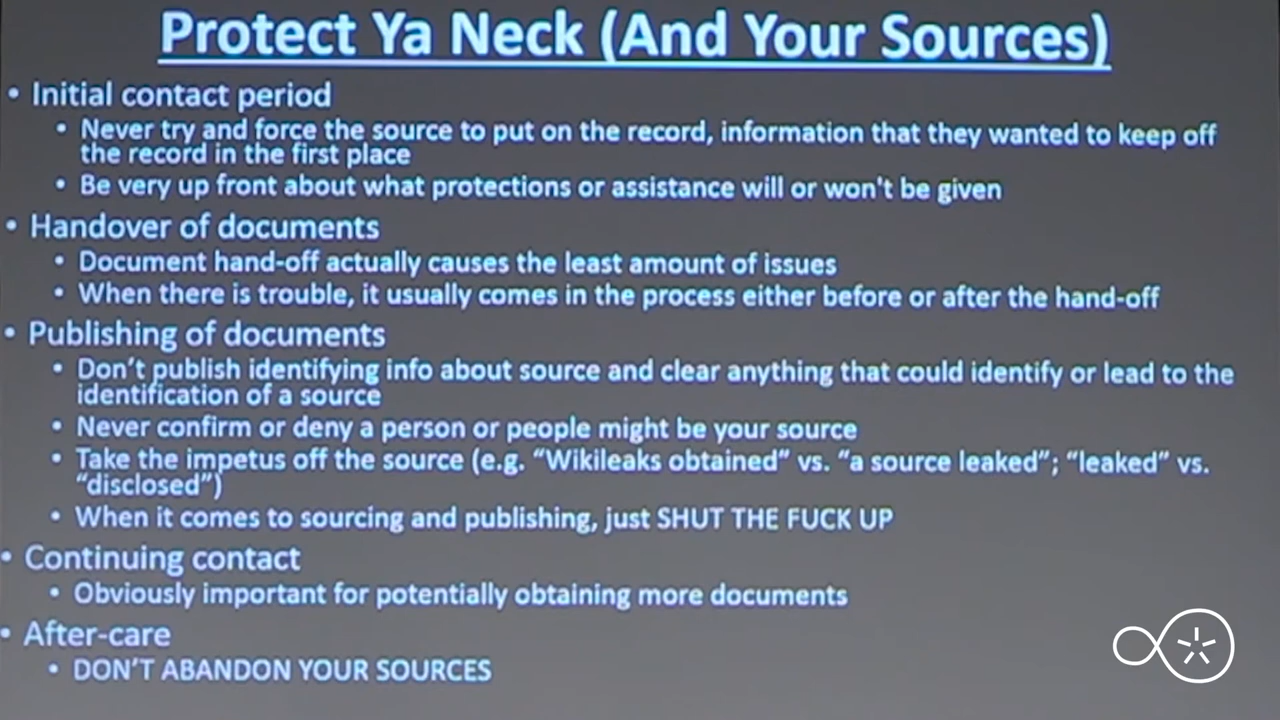 Protect Ya Neck (And Your Sources)
• Initial contact period
• Never try and force the source to put on the record, information that they wanted to keep off
the record in the first place
• Be very up front about what protections or assistance will or won't be given
• Handover of documents
• Document hand-off actually causes the least amount of issues
• When there is trouble, it usually comes in the process either before or after the hand-off
• Publishing of documents
• Don't publish identifying info about source and clear anything that could identify or lead to the
identification of a source
• Never confirm or deny a person or people might be your source
• Take the impetus off the source (e.g. “Wikileaks obtained” vs. “a source leaked”; “leaked” vs.
“disclosed”)
• When it comes to sourcing and publishing, just SHUT THE FUCK UP
• Continuing contact
• Obviously important for potentially obtaining more documents
• After-care
• DON'T ABANDON YOUR SOURCES